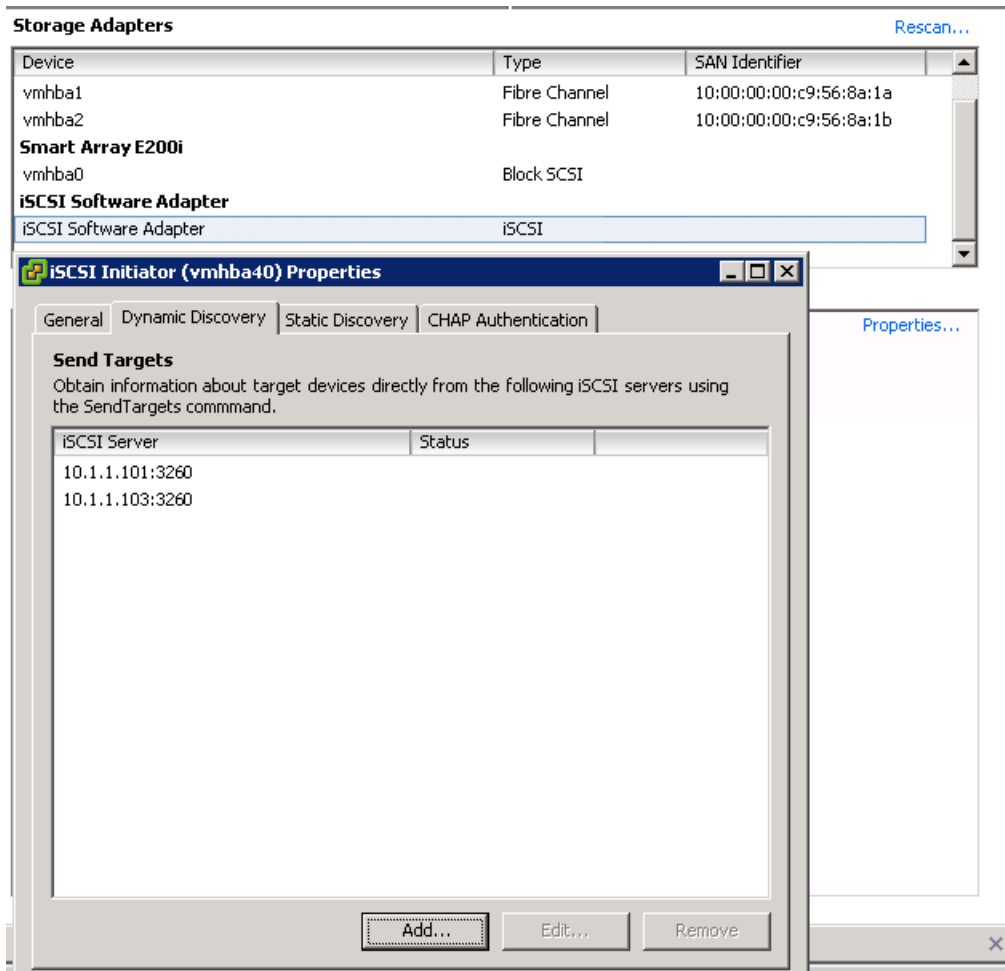 Storage Adapters Rescan...
Device Type SAN Identifier
vmhba1 Fibre Channel 10:00:00:00:c9:56:8a:1a
vmhba2 Fibre Channel 10:00:00:00:c9:56:8a:1b
Smart Array E200i
vmhba0 Block SCSI
iSCSI Software Adapter
iSCSI Software Adapter iSCSI
iSCSI Initiator (vmhba40) Properties
General Dynamic Discovery Static Discovery CHAP Authentication
Properties...
Send Targets
Obtain information about target devices directly from the following iSCSI servers using
the SendTargets commmand.
iSCSI Server Status
10.1.1.101:3260
10.1.1.103:3260
Add... Edit... Remove